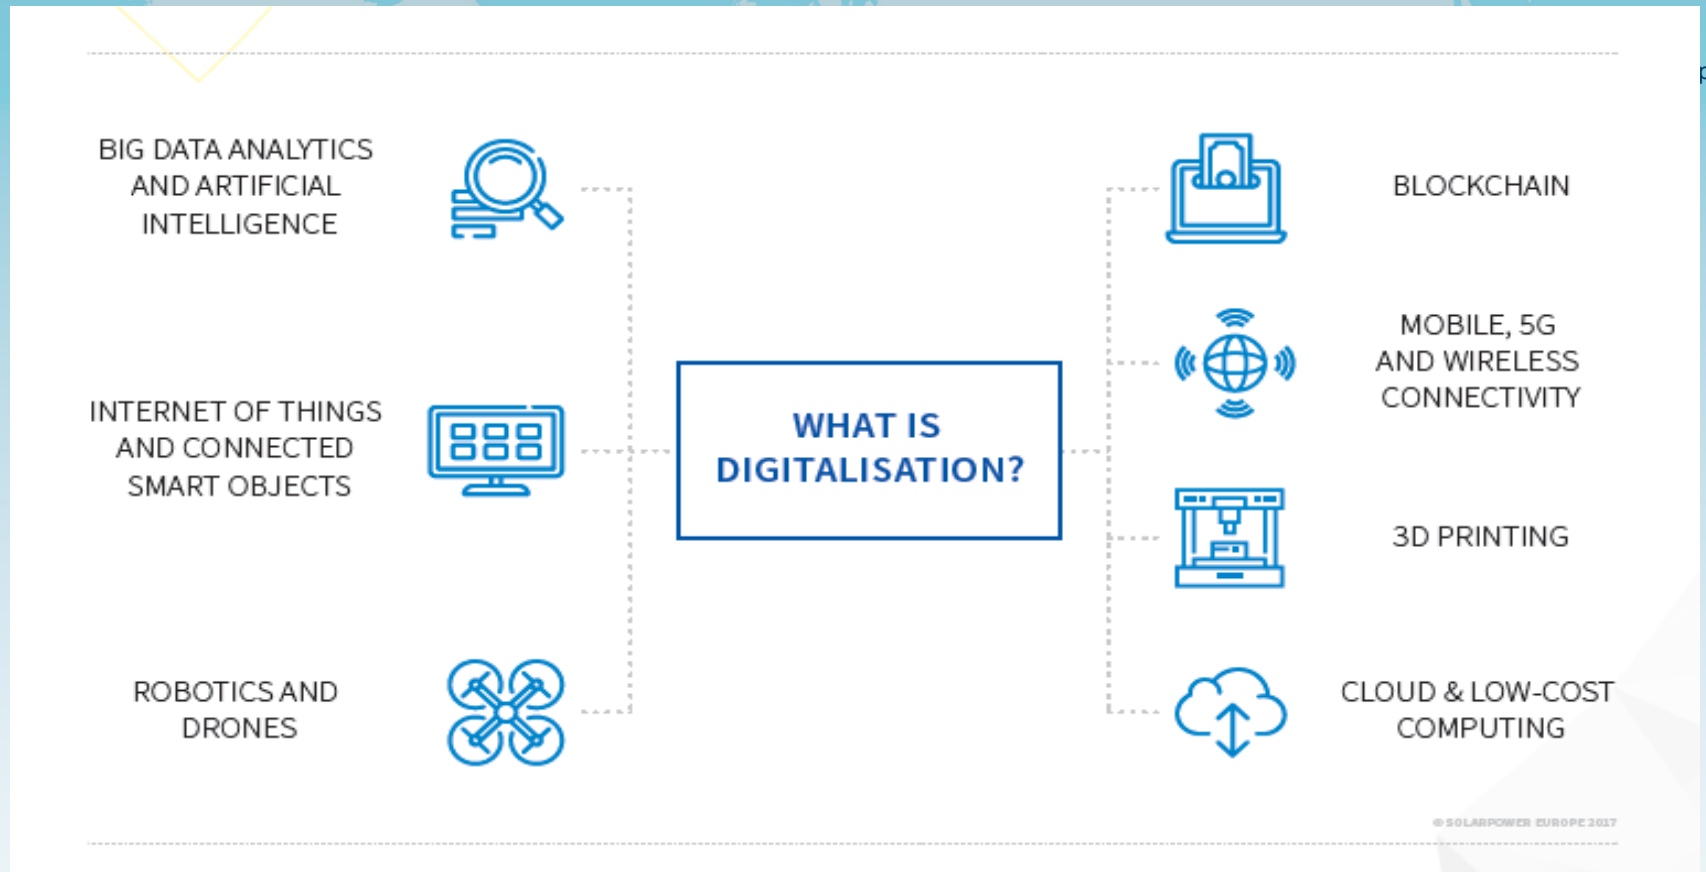 BIG DATA ANALYTICS
AND ARTIFICIAL
INTELLIGENCE
INTERNET OF THINGS
AND CONNECTED
SMART OBJECTS
ROBOTICS AND
DRONES
WHAT IS
DIGITALISATION?
BLOCKCHAIN
MOBILE, 5G
AND WIRELESS
CONNECTIVITY
3D PRINTING
CLOUD & LOW-COST
COMPUTING
© SOLARPOWER EUROPE 2017